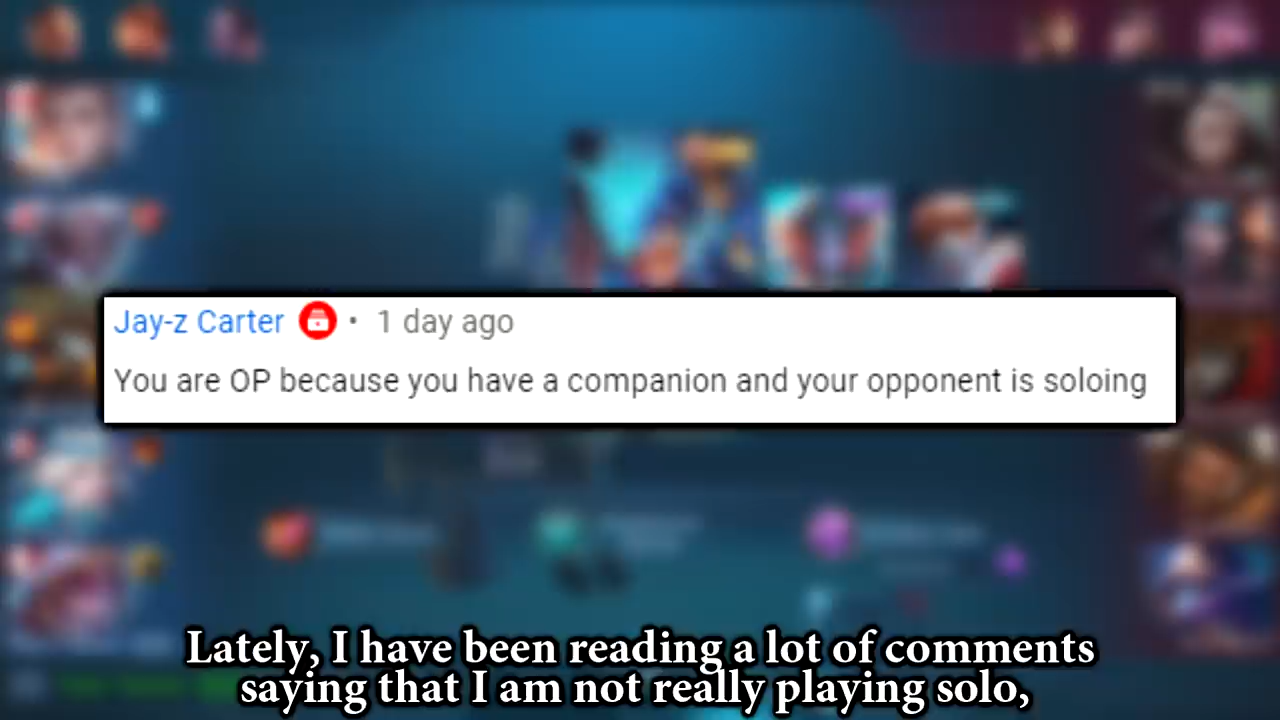 Jay-z Carter • 1 day ago
You are OP because you have a companion and your opponent is soloing
Lately, I have been reading a lot of comments
saying that I am not really playing solo,